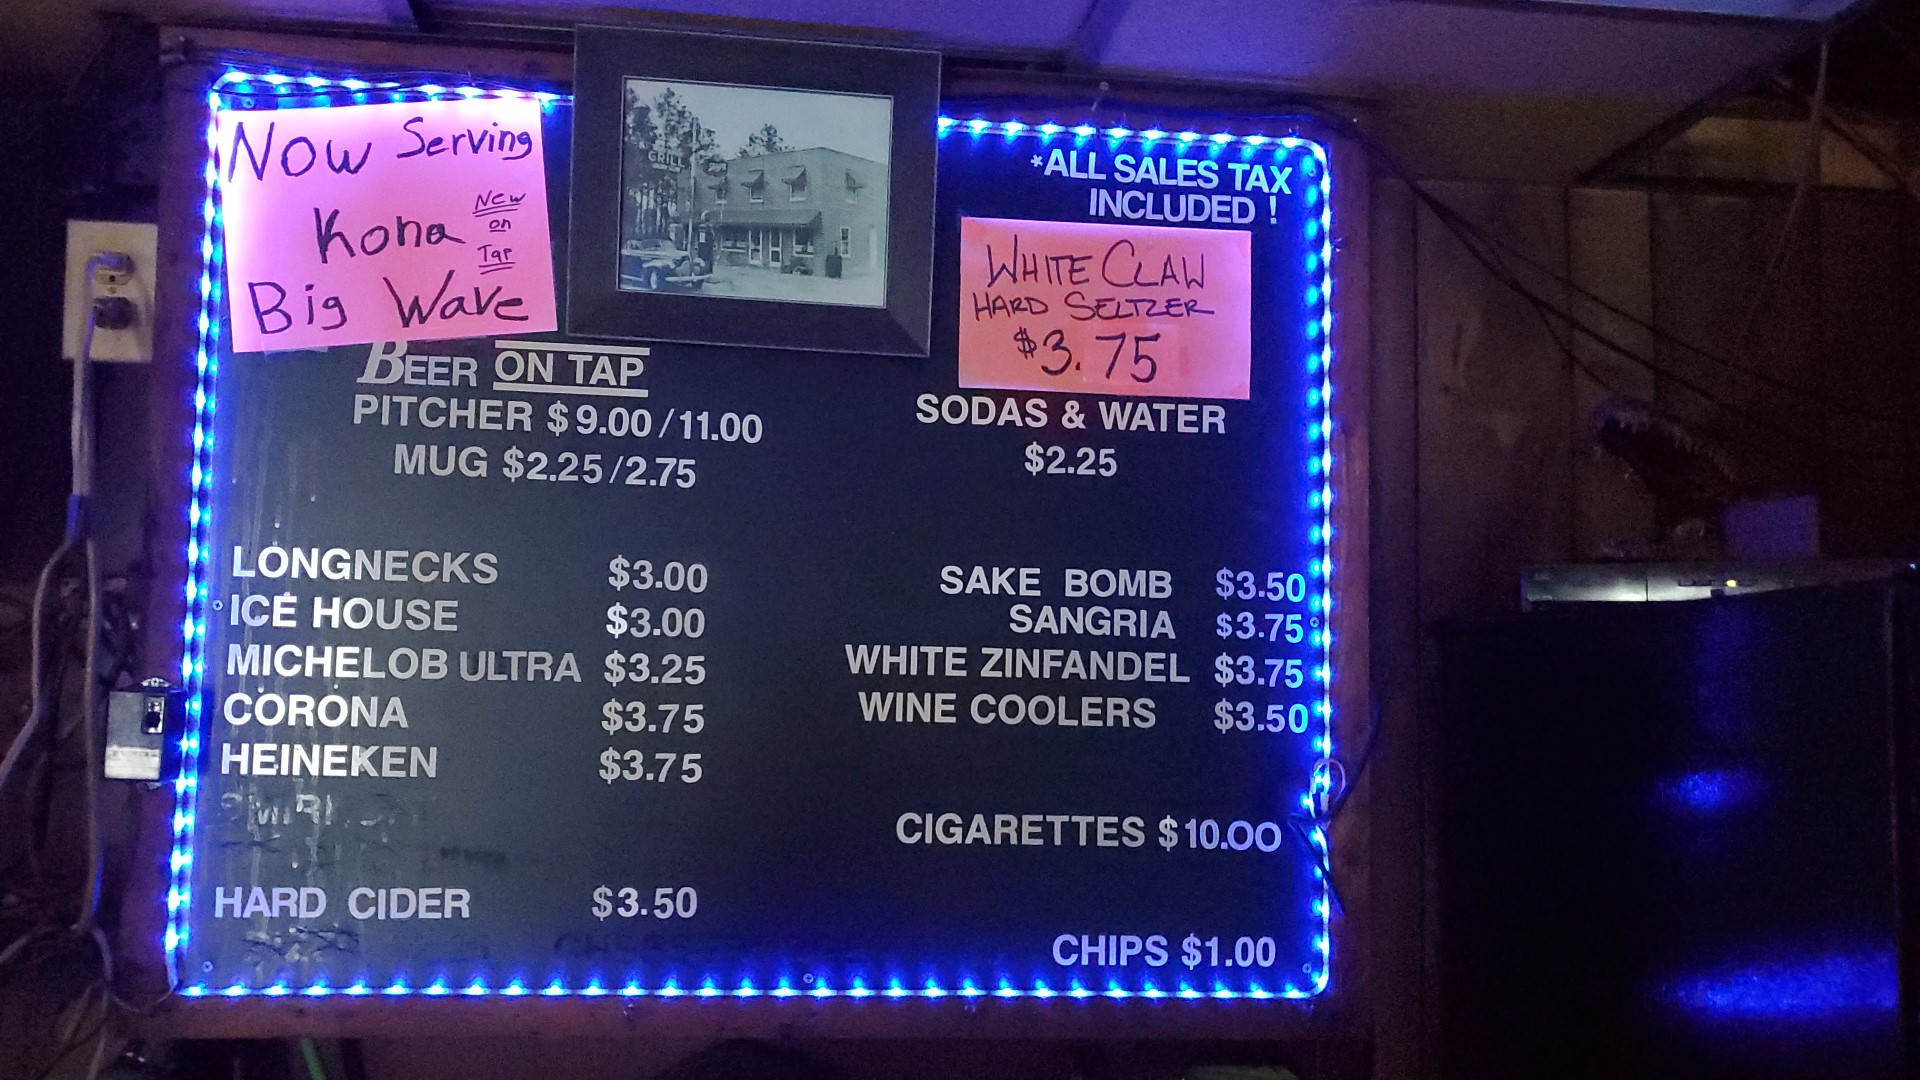 Now Serving
Kona
New
on
Tap
Big Wave
GRILL
*ALL SALES TAX
INCLUDED !
WHITE CLAW
HARD SELTZER
$3.75
BEER ON TAP
PITCHER $9.00/11.00
MUG $2.25/2.75
SODAS & WATER
$2.25
LONGNECKS $3.00
ICE HOUSE $3.00
MICHELOB ULTRA $3.25
CORONA $3.75
HEINEKEN $3.75
HARD CIDER $3.50
SAKE BOMB $3.50
SANGRIA $3.75
WHITE ZINFANDEL $3.75
WINE COOLERS $3.50
CIGARETTES $10.00
CHIPS $1.00